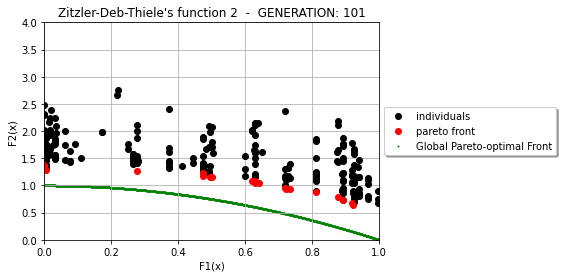 Zitzler-Deb-Thiele's function 2 - GENERATION: 101
4.0
3.5
3.0
2.5
2.0
1.5
1.0
0.5
0.0
F2(x)
0.0 0.2 0.4 0.6 0.8 1.0
F1(x)
individuals
pareto front
Global Pareto-optimal Front